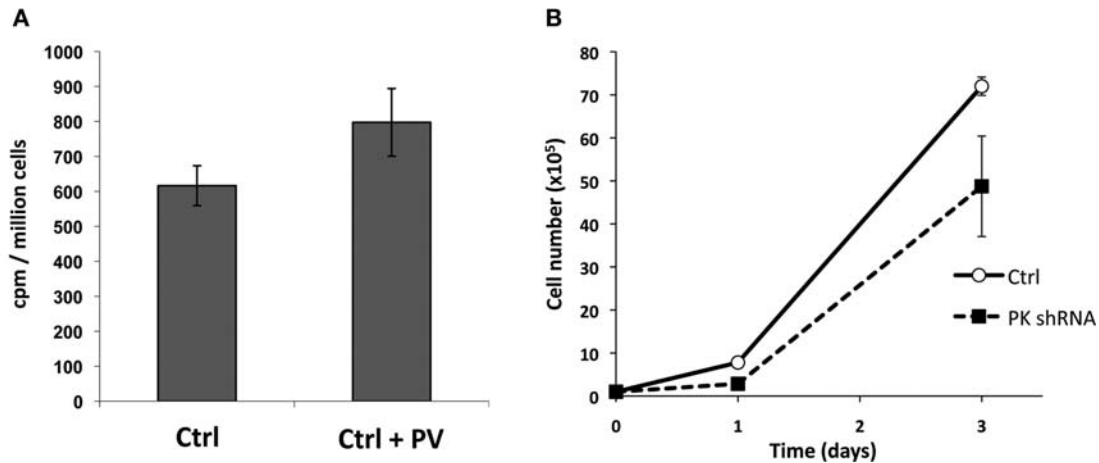 A
cpm / million cells
1000
900
800
700
600
500
400
300
200
100
0
Ctrl
Ctrl + PV
B
Cell number (x10⁵)
80
70
60
50
40
30
20
10
0
Ctrl
PK shRNA
0 1 2 3
Time (days)